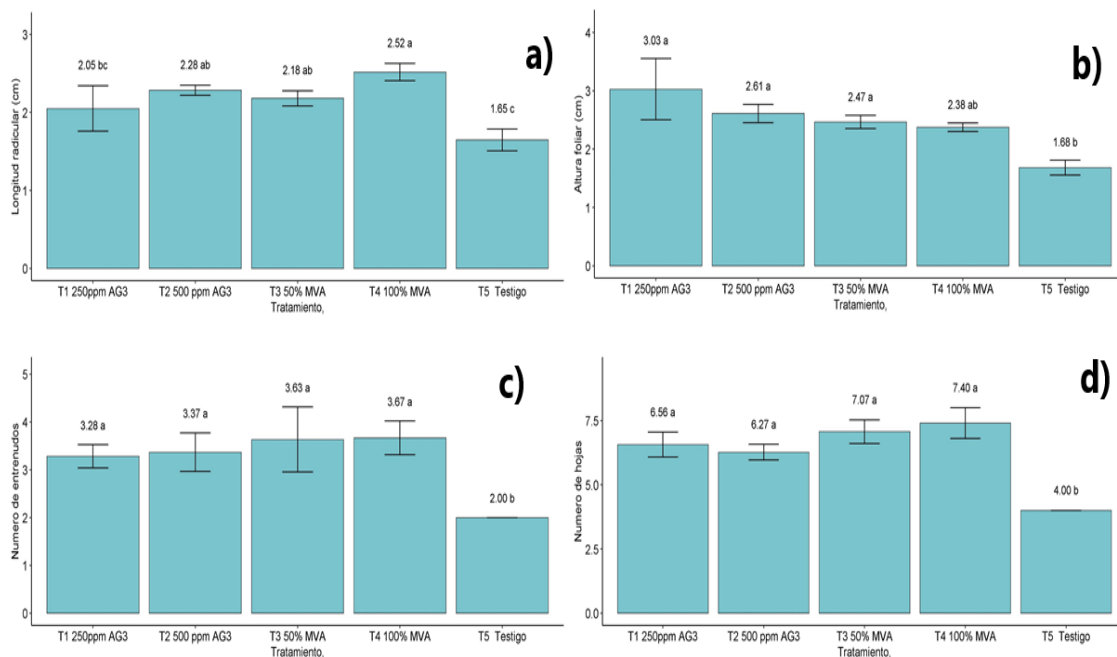 a)
Longitud radicular (cm)
3
2
1
0
2.05 bc
2.28 ab
2.18 ab
2.52 a
1.65 c
T1 250ppm AG3
T2 500 ppm AG3
T3 50% MVA
T4 100% MVA
T5 Testigo
Tratamiento,
b)
Altura foliar (cm)
4
3
2
1
0
3.03 a
2.61 a
2.47 a
2.38 ab
1.68 b
T1 250ppm AG3
T2 500 ppm AG3
T3 50% MVA
T4 100% MVA
T5 Testigo
Tratamiento,
c)
Numero de entrenudos
5
4
3
2
1
0
3.28 a
3.37 a
3.63 a
3.67 a
2.00 b
T1 250ppm AG3
T2 500 ppm AG3
T3 50% MVA
T4 100% MVA
T5 Testigo
Tratamiento,
d)
Numero de hojas
7.5
5.0
2.5
0.0
6.56 a
6.27 a
7.07 a
7.40 a
4.00 b
T1 250ppm AG3
T2 500 ppm AG3
T3 50% MVA
T4 100% MVA
T5 Testigo
Tratamiento,